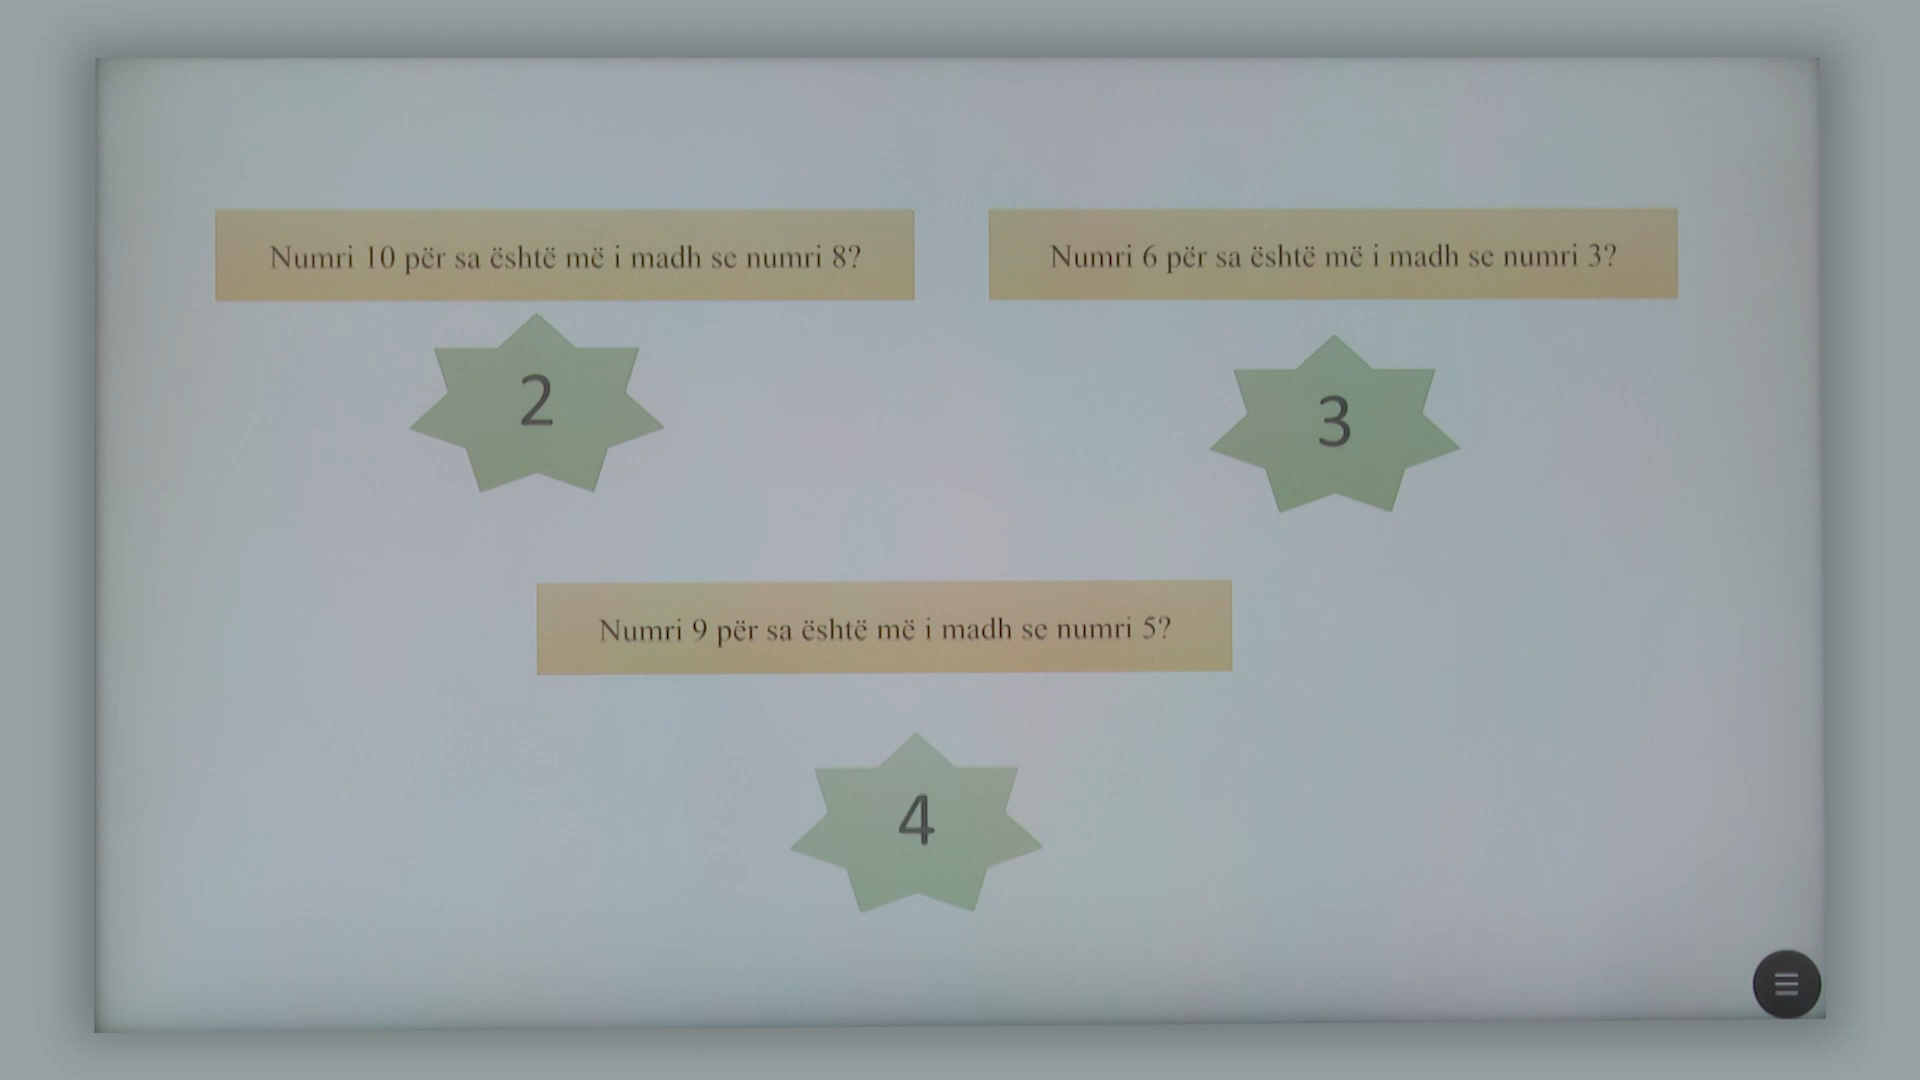 Numri 10 për sa është më i madh se numri 8?
2
Numri 6 për sa është më i madh se numri 3?
3
Numri 9 për sa është më i madh se numri 5?
4